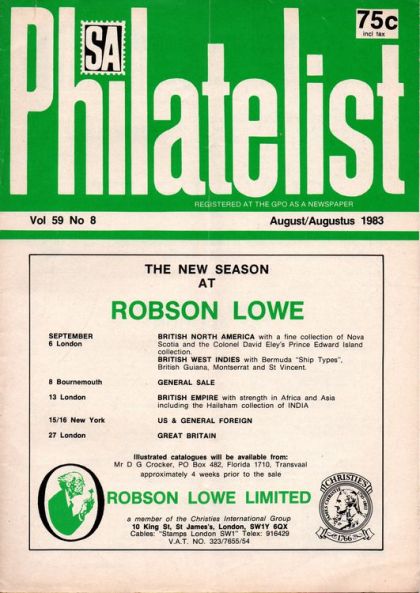 75c
incl tax
SA
Philatelist
REGISTERED AT THE GPO AS A NEWSPAPER
Vol 59 No 8 August/Augustus 1983
THE NEW SEASON
AT
ROBSON LOWE
SEPTEMBER
6 London
BRITISH NORTH AMERICA with a fine collection of Nova
Scotia and the Colonel David Eley's Prince Edward Island
collection.
BRITISH WEST INDIES with Bermuda "Ship Types",
British Guiana, Montserrat and St Vincent.
8 Bournemouth GENERAL SALE
13 London BRITISH EMPIRE with strength in Africa and Asia
including the Hailsham collection of INDIA
15/16 New York US & GENERAL FOREIGN
27 London GREAT BRITAIN
Illustrated catalogues will be available from:
Mr D G Crocker, PO Box 482, Florida 1710, Transvaal
approximately 4 weeks prior to the sale
ROBSON LOWE LIMITED
a member of the Christies International Group
10 King St, St James's, London, SW1Y 6QX
Cables: "Stamps London SW1" Telex: 916429
V.A.T. NO. 323/7655/54
CHRISTIES
1766